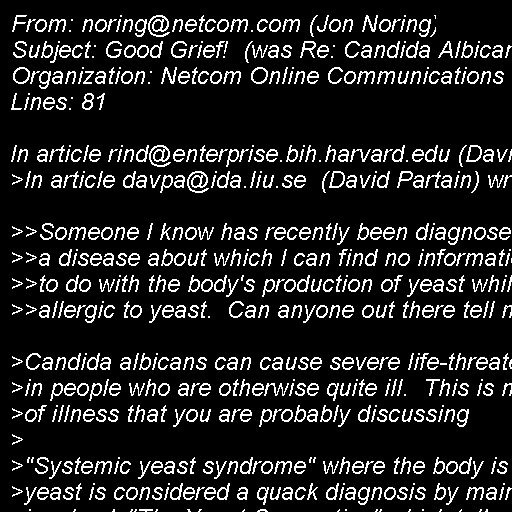 From: noring@netcom.com (Jon Noring)
Subject: Good Grief!  (was Re: Candida Albican
Organization: Netcom Online Communications
Lines: 81

In article rind@enterprise.bih.harvard.edu (Davi
>In article davpa@ida.liu.se  (David Partain) wr

>>Someone I know has recently been diagnose
>>a disease about which I can find no informati
>>to do with the body's production of yeast whil
>>allergic to yeast.  Can anyone out there tell m

>Candida albicans can cause severe life-threate
>in people who are otherwise quite ill.  This is n
>of illness that you are probably discussing
>
>"Systemic yeast syndrome" where the body is
>yeast is considered a quack diagnosis by mair